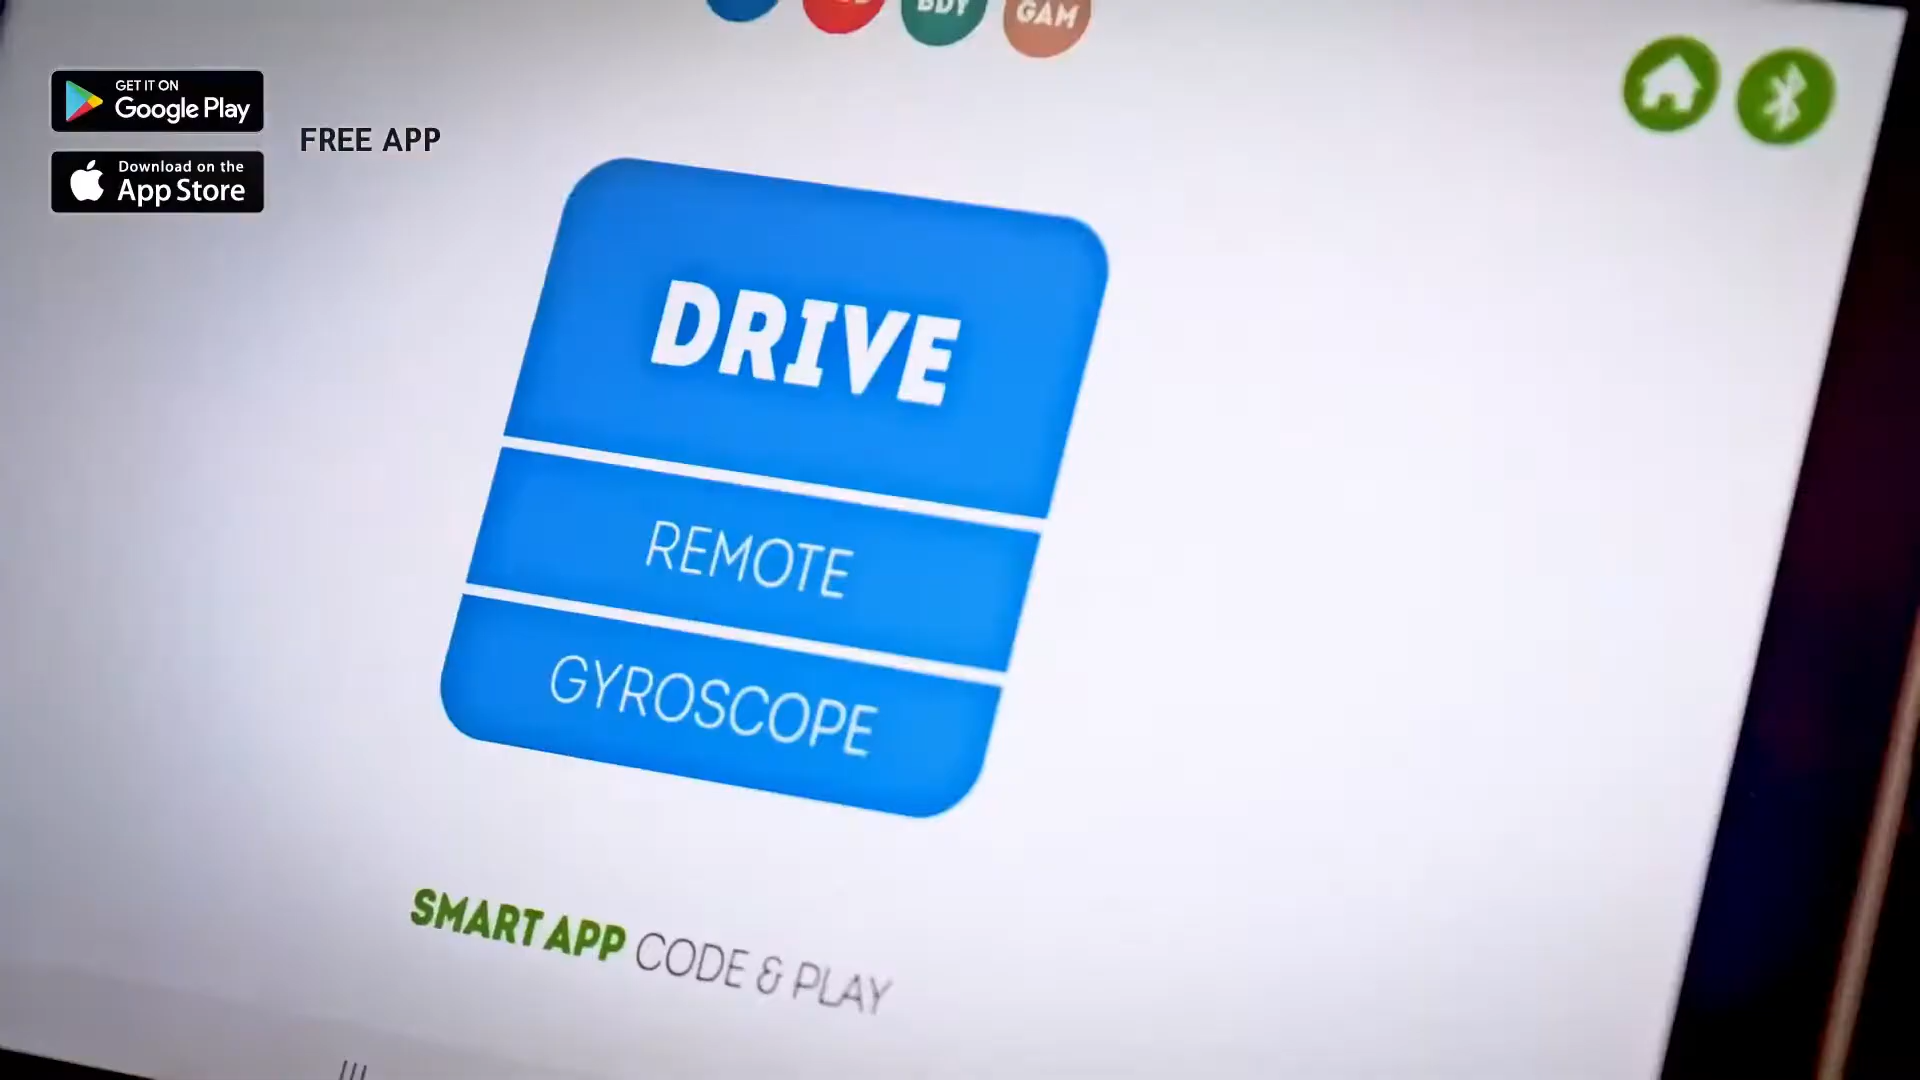 BDY
GAM
GET IT ON
Google Play
FREE APP
Download on the
App Store
DRIVE
REMOTE
GYROSCOPE
SMART APP CODE & PLAY